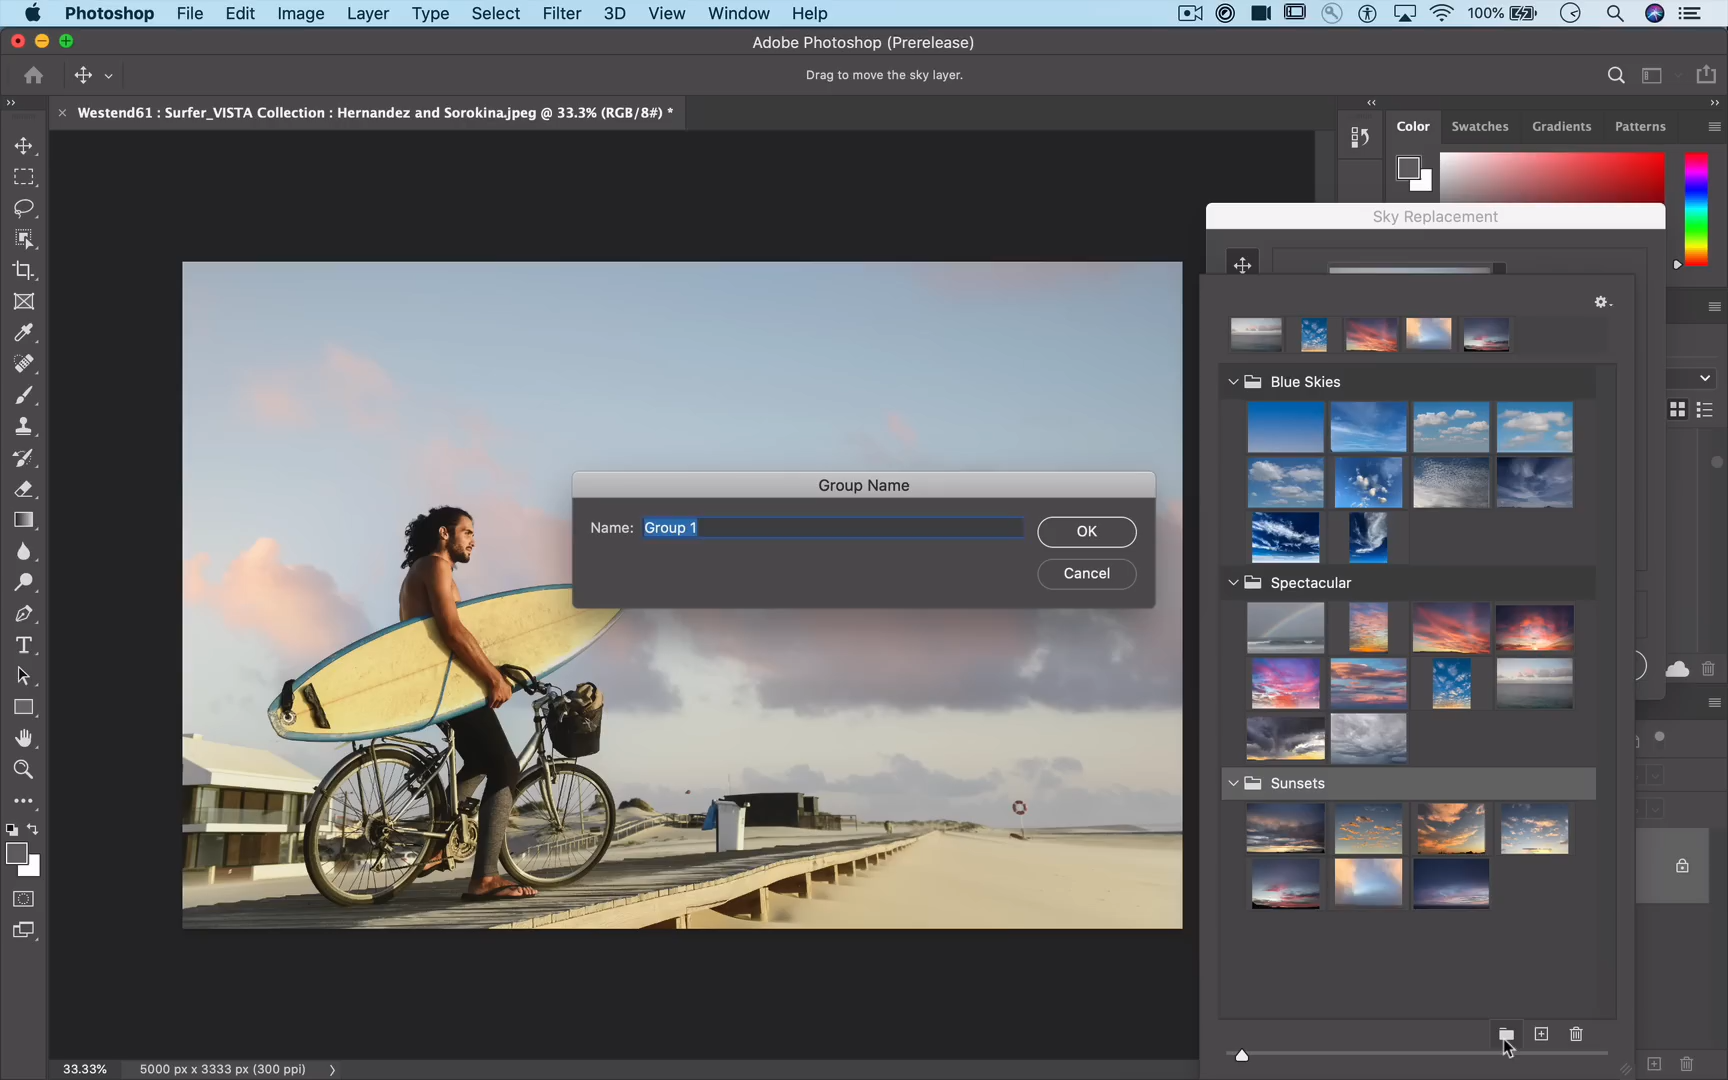 Photoshop File Edit Image Layer Type Select Filter 3D View Window Help 100%
Adobe Photoshop (Prerelease)
Drag to move the sky layer.
Westend61 : Surfer_VISTA Collection : Hernandez and Sorokina.jpeg @ 33.3% (RGB/8#) *
Color Swatches Gradients Patterns
Sky Replacement
Blue Skies
Group Name
Name: Group 1
OK
Cancel
Spectacular
Sunsets
33.33% 5000 px x 3333 px (300 ppi)